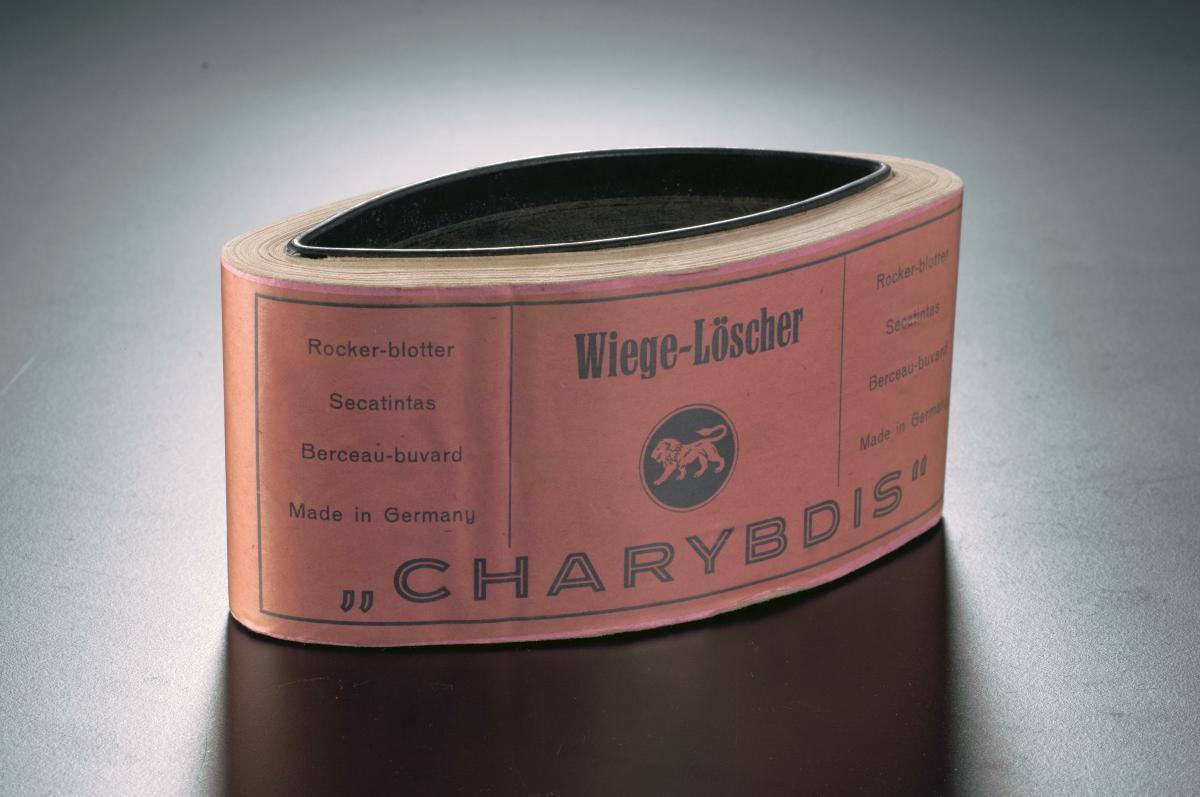 Rocker-blotter
Secatintas
Berceau-buvard
Made in Germany
Wiege-Löscher
Rocker-blotter
Secatintas
Berceau-buvard
Made in Germany
„CHARYBDIS“